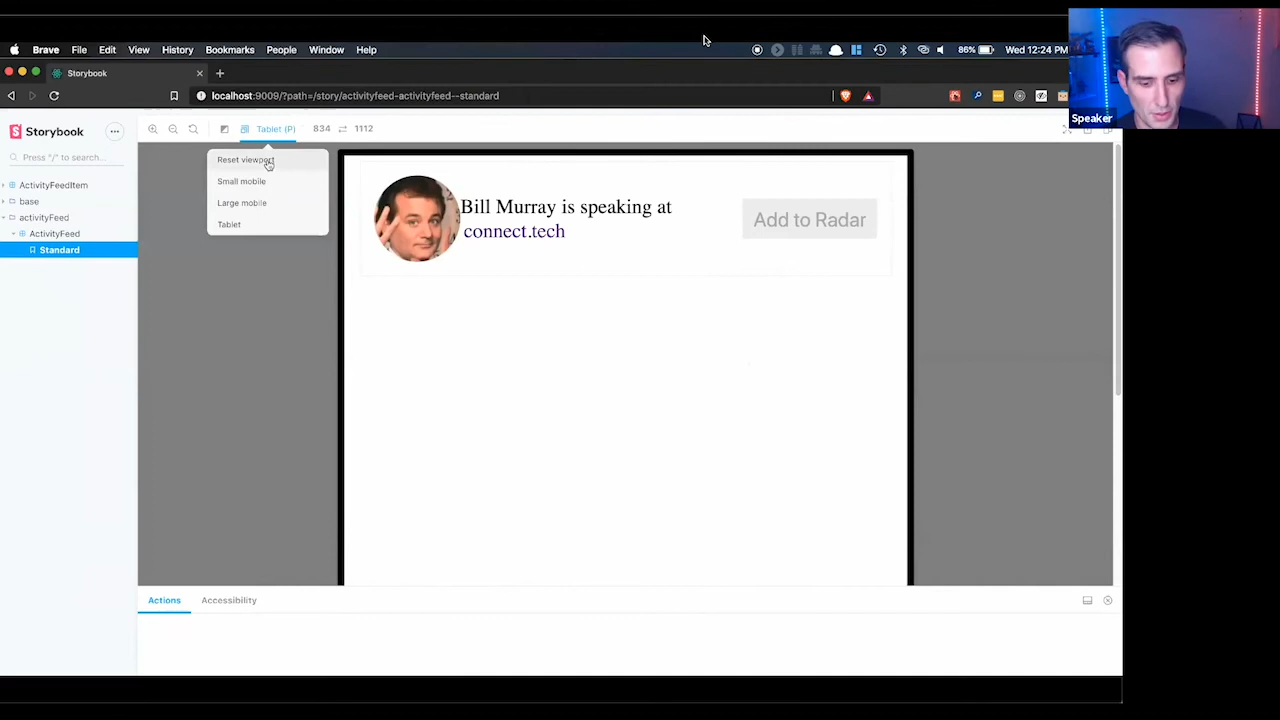 Brave File Edit View History Bookmarks People Window Help 86% Wed 12:24 PM
Storybook
localhost:9009/?path=/story/activityfeed-activityfeed--standard
Speaker
Storybook
Tablet (P) 834 1112
Press "/" to search...
Reset viewport
Small mobile
Large mobile
Tablet
ActivityFeedItem
base
activityFeed
ActivityFeed
Standard
Bill Murray is speaking at
connect.tech
Add to Radar
Actions Accessibility